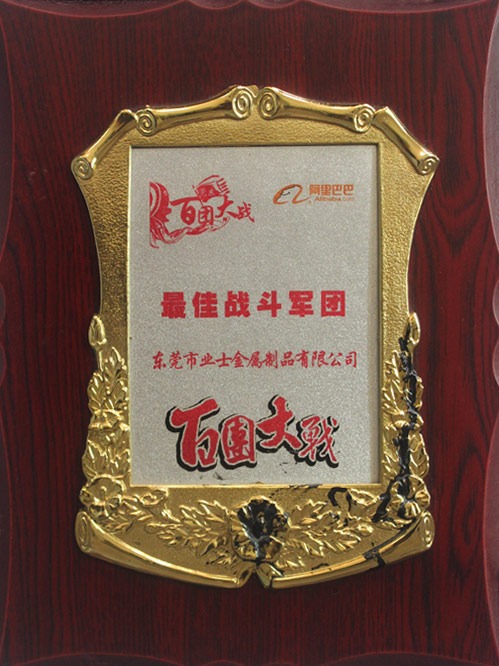 百团大战
阿里巴巴
Alibaba.com
最佳战斗军团
东莞市业士金属制品有限公司
百團大戰